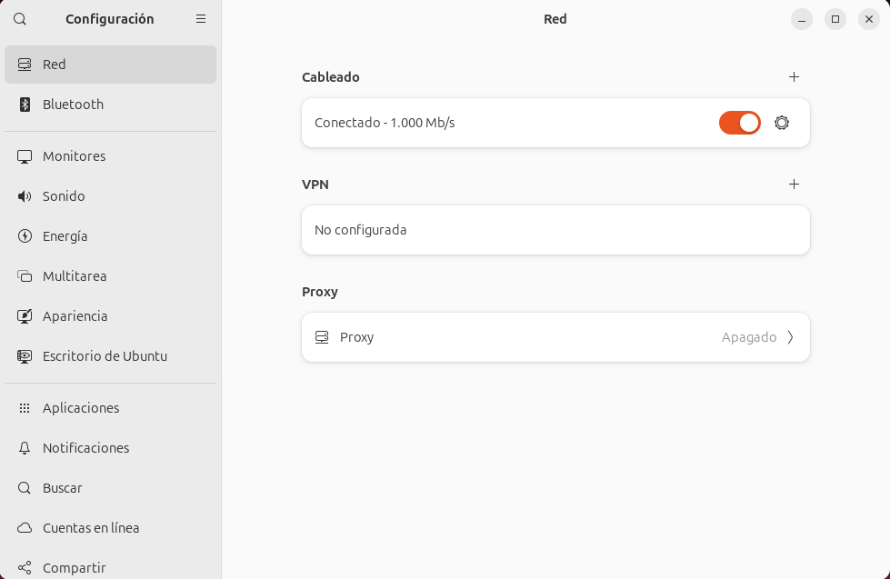 Configuración
Red
Bluetooth
Monitores
Sonido
Energía
Multitarea
Apariencia
Escritorio de Ubuntu
Aplicaciones
Notificaciones
Buscar
Cuentas en línea
Compartir
Red
Cableado
Conectado - 1.000 Mb/s
VPN
No configurada
Proxy
Proxy
Apagado